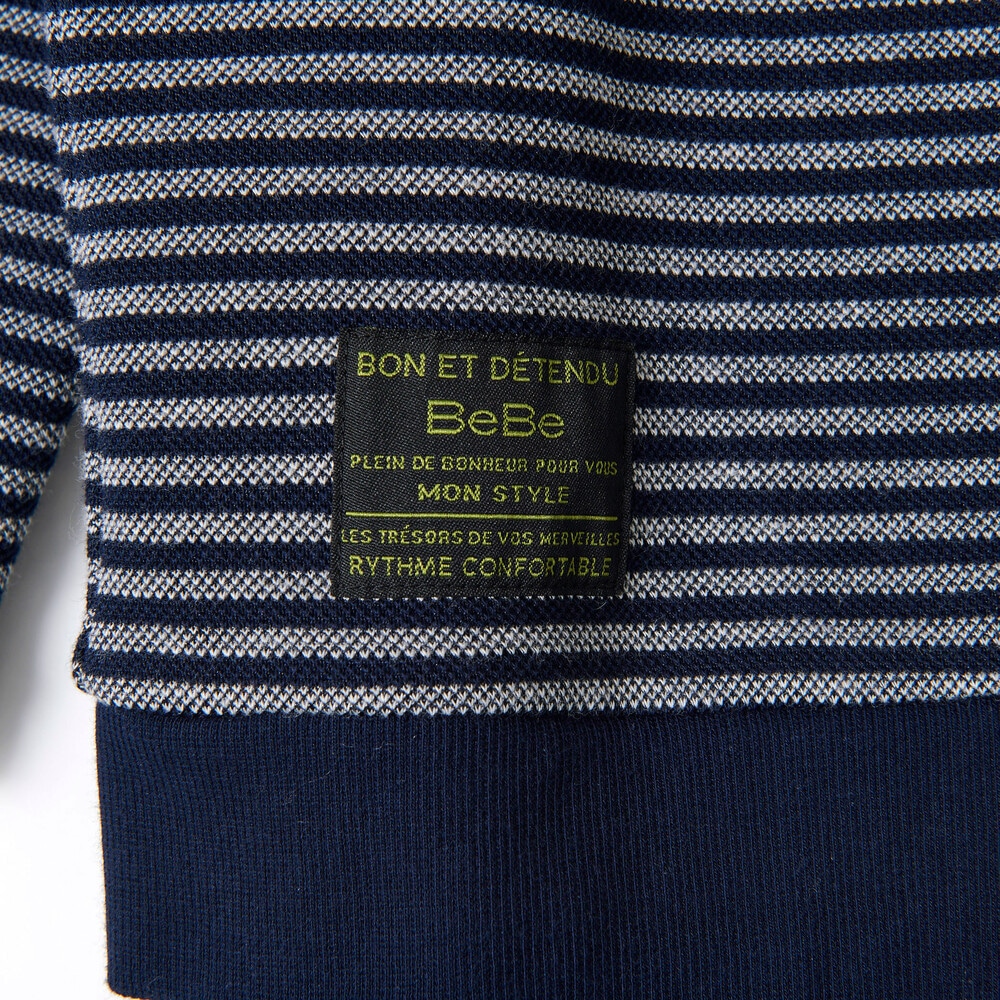 BON ET DÉTENDU
BeBe
PLEIN DE BONHEUR POUR VOUS
MON STYLE
LES TRÉSORS DE VOS MERVEILLES
RYTHME CONFORTABLE